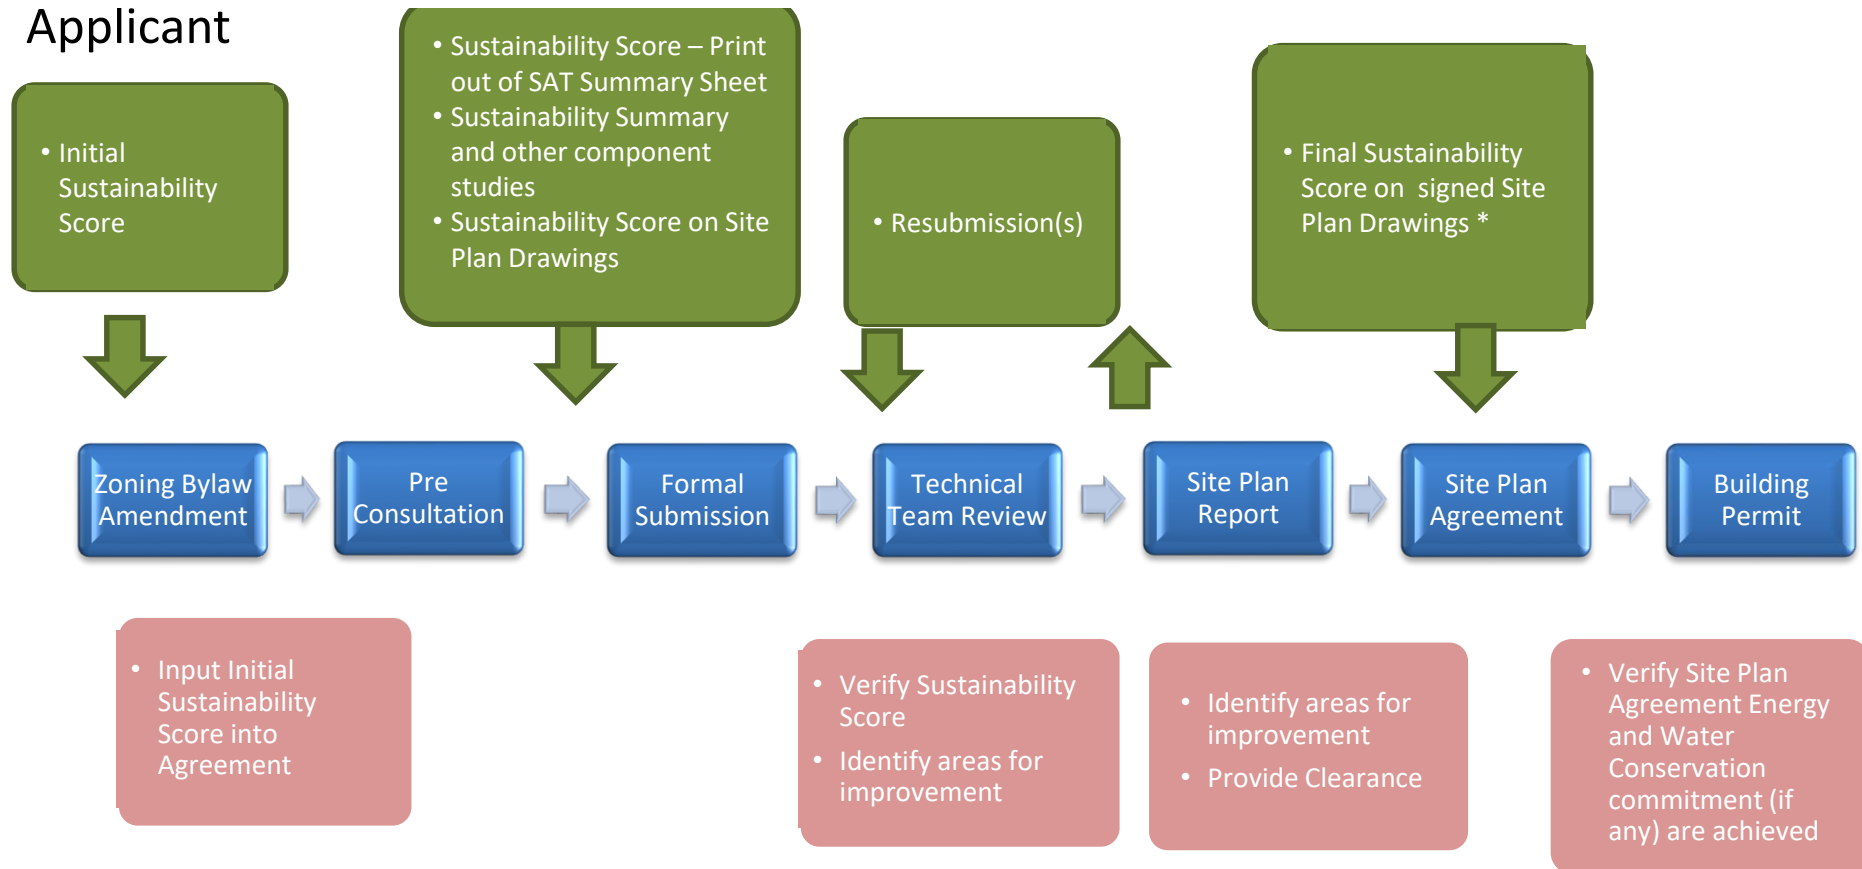 Applicant
• Initial
Sustainability
Score
• Sustainability Score – Print
out of SAT Summary Sheet
• Sustainability Summary
and other component
studies
• Sustainability Score on Site
Plan Drawings
• Resubmission(s)
• Final Sustainability
Score on signed Site
Plan Drawings *
Zoning Bylaw
Amendment
Pre
Consultation
Formal
Submission
Technical
Team Review
Site Plan
Report
Site Plan
Agreement
Building
Permit
• Input Initial
Sustainability
Score into
Agreement
• Verify Sustainability
Score
• Identify areas for
improvement
• Identify areas for
improvement
• Provide Clearance
• Verify Site Plan
Agreement Energy
and Water
Conservation
commitment (if
any) are achieved